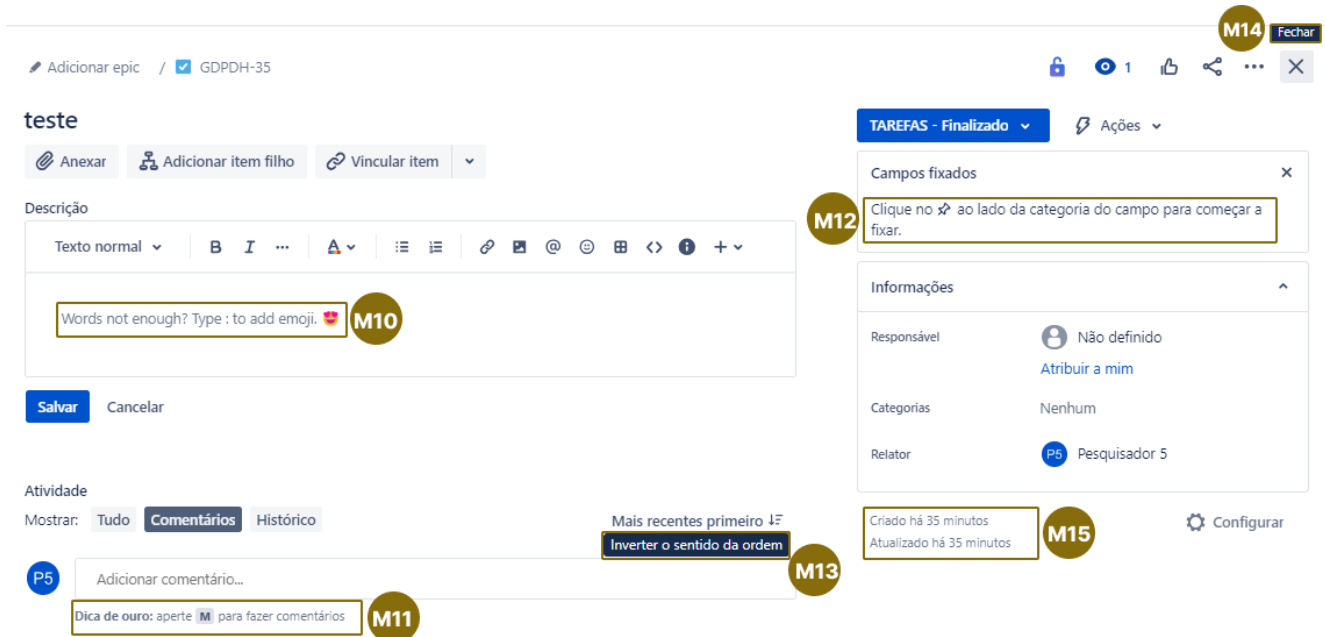 M14 Fechar
Adicionar epic / GDPDH-35
1
teste
TAREFAS - Finalizado Ações
Anexar Adicionar item filho Vincular item
Campos fixados
Clique no ao lado da categoria do campo para começar a
fixar.
M12
Descrição
Texto normal B I ... A @ <> +
Words not enough? Type : to add emoji. M10
Informações
Responsável Não definido
Atribuir a mim
Categorias Nenhum
Relator P5 Pesquisador 5
Salvar Cancelar
Atividade
Mostrar: Tudo Comentários Histórico
Mais recentes primeiro
Inverter o sentido da ordem
M13
Criado há 35 minutos
Atualizado há 35 minutos
M15
Configurar
P5 Adicionar comentário...
Dica de ouro: aperte M para fazer comentários M11